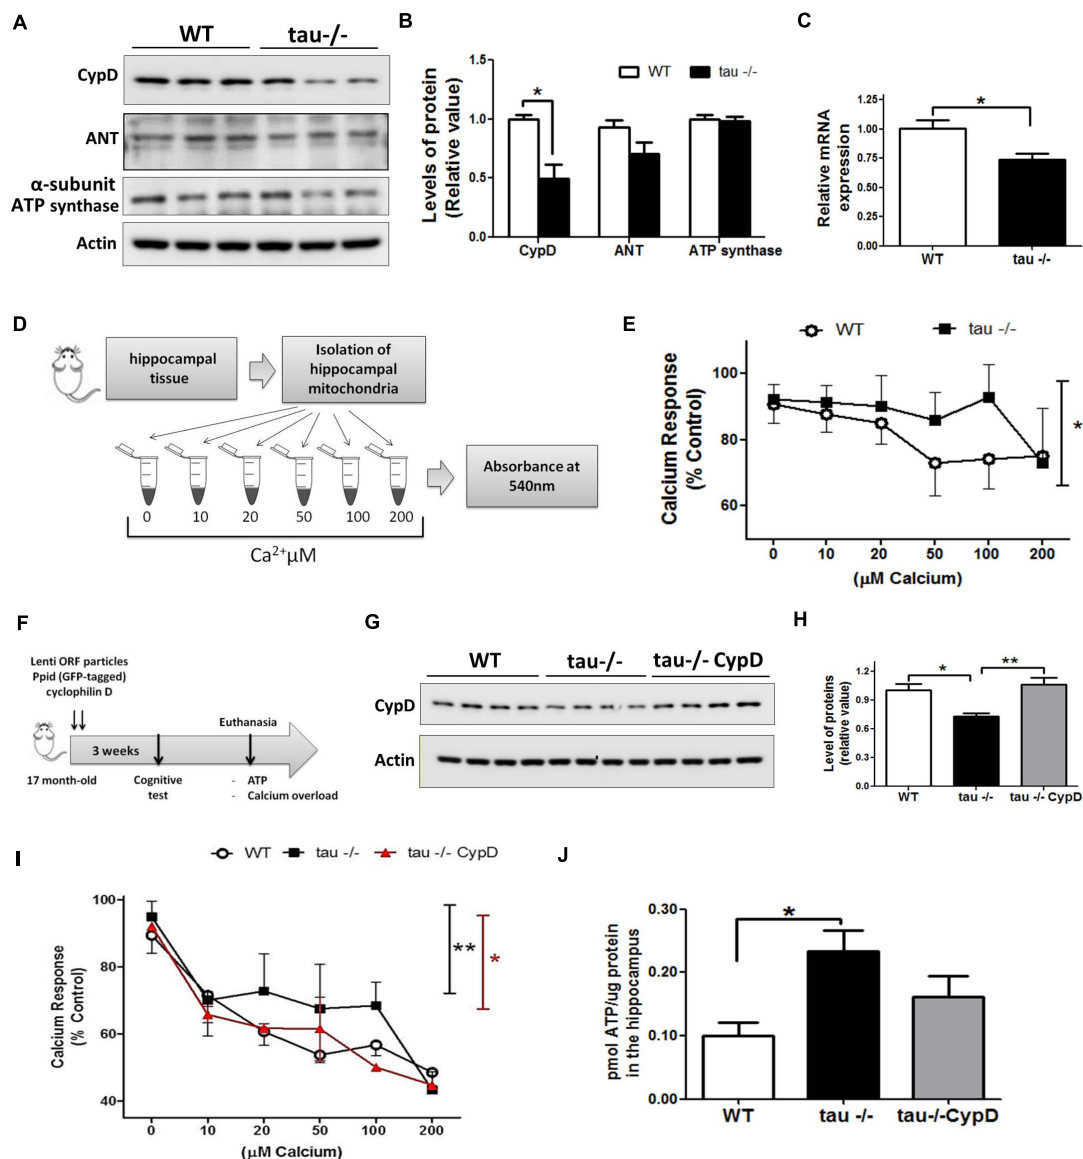 A
WT tau-/-
CypD
ANT
α-subunit
ATP synthase
Actin
B
WT tau -/-
Levels of protein
(Relative value)
1.5
1.0
0.5
0.0
*
CypD ANT ATP synthase
C
Relative mRNA
expression
1.25
1.00
0.75
0.50
0.25
0.00
*
WT tau -/-
D
hippocampal
tissue
Isolation of
hippocampal
mitochondria
0 10 20 50 100 200
Ca2+μM
Absorbance at
540nm
E
WT tau -/-
Calcium Response
(% Control)
100
80
60
*
0 10 20 50 100 200
(μM Calcium)
F
Lenti ORF particles
Ppid (GFP-tagged)
cyclophilin D
3 weeks
Euthanasia
17 month-old
Cognitive
test
- ATP
- Calcium overload
G
WT tau-/- tau-/- CypD
CypD
Actin
H
Level of proteins
(relative value)
1.2
0.9
0.6
0.3
0.0
* **
WT tau -/- tau -/- CypD
I
WT tau -/- tau -/- CypD
Calcium Response
(% Control)
100
80
60
40
** *
0 10 20 50 100 200
(μM Calcium)
J
pmol ATP/ug protein
in the hippocampus
0.30
0.20
0.10
0.00
*
WT tau -/- tau-/-CypD